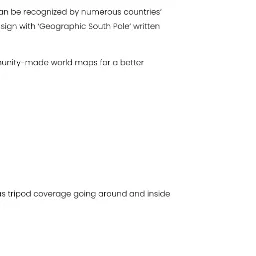 an be recognized by numerous countries'
sign with 'Geographic South Pole' written
unity-made world maps for a better
s tripod coverage going around and inside